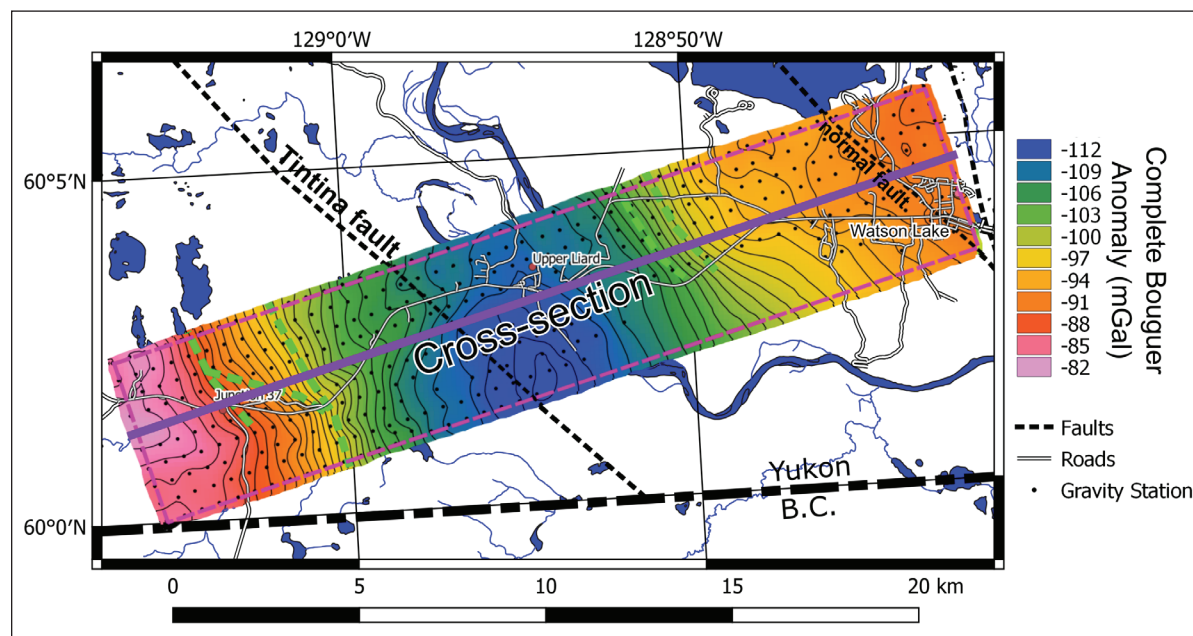 129°0'W
128°50'W
60°5'N
60°0'N
Tintina fault
normal fault
Upper Liard
Watson Lake
Cross-section
Junction 37
Yukon
B.C.
-112
-109
-106
-103
-100
-97
-94
-91
-88
-85
-82
Complete Bouguer
Anomaly (mGal)
Faults
Roads
Gravity Station
0
5
10
15
20 km